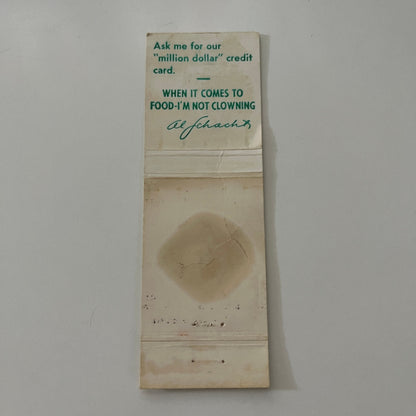 Ask me for our
"million dollar" credit
card.
WHEN IT COMES TO
FOOD-I'M NOT CLOWNING
Al Schacht